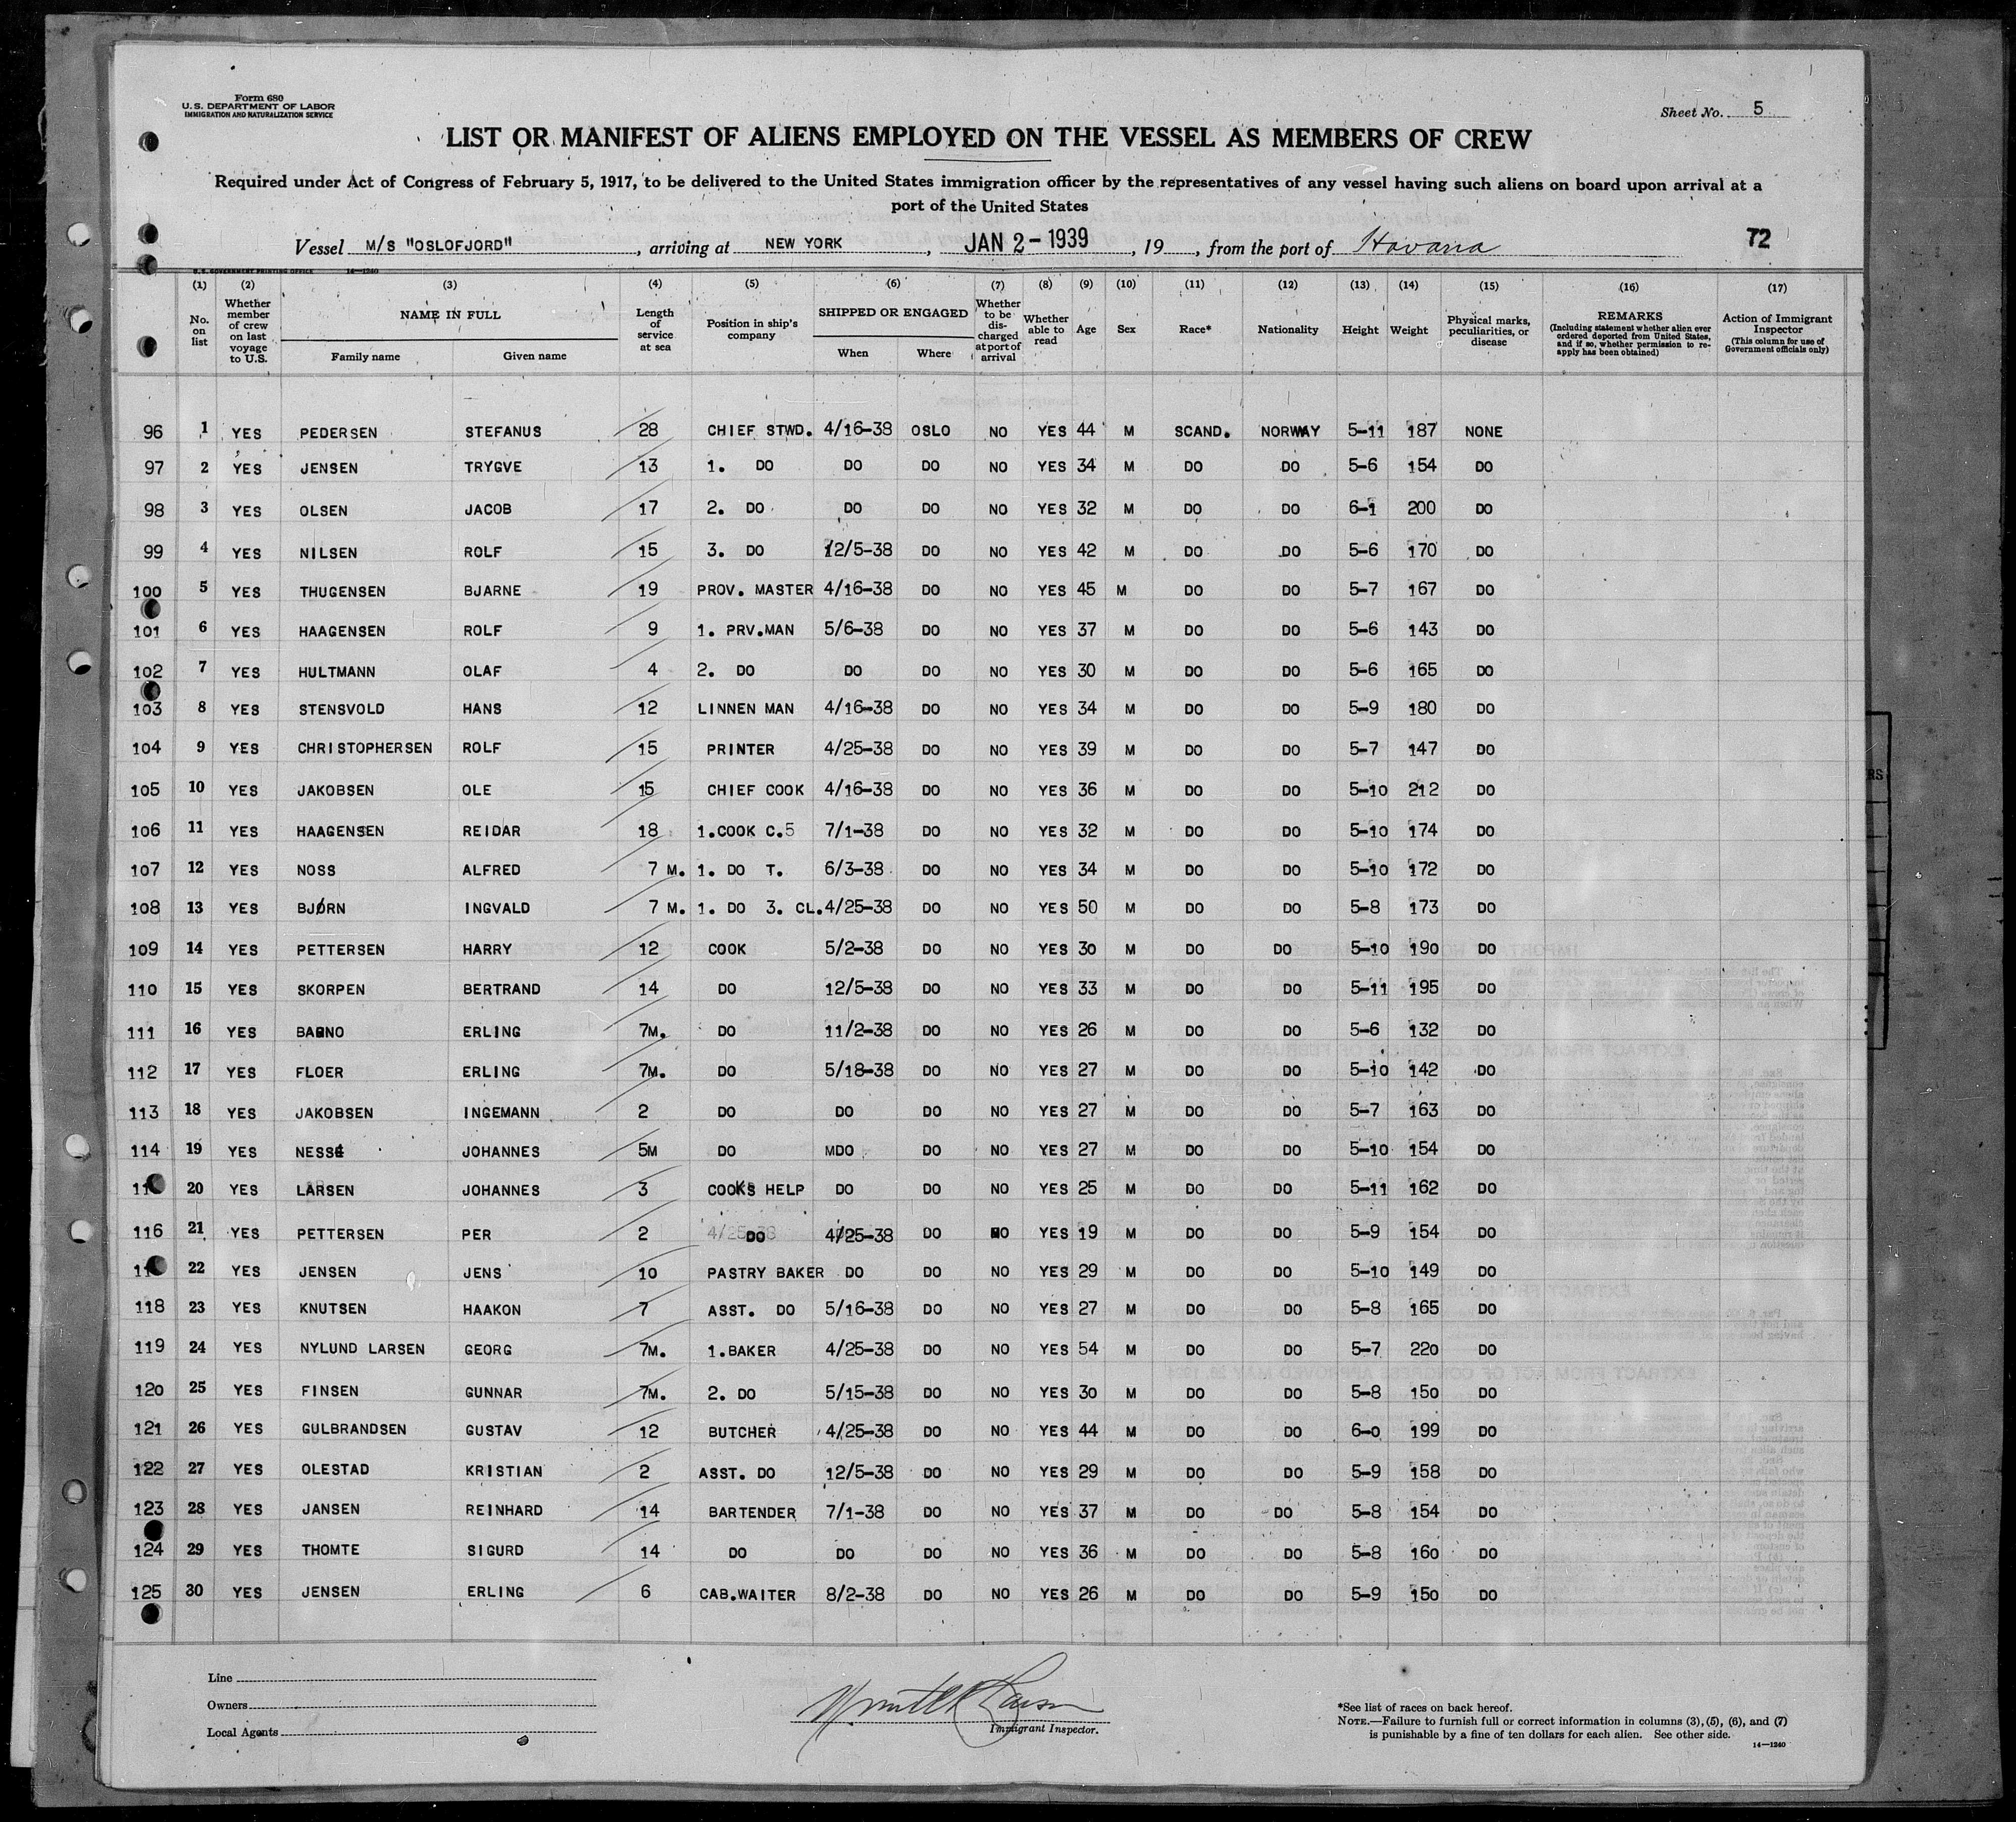 Form 680
U. S. DEPARTMENT OF LABOR
IMMIGRATION AND NATURALIZATION SERVICE
Sheet No. 5
LIST OR MANIFEST OF ALIENS EMPLOYED ON THE VESSEL AS MEMBERS OF CREW
Required under Act of Congress of February 5, 1917, to be delivered to the United States immigration officer by the representatives of any vessel having such aliens on board upon arrival at a
port of the United States
Vessel M/S "OSLOFJORD", arriving at NEW YORK, JAN 2 - 1939, 19, from the port of Havana 72
U. S. GOVERNMENT PRINTING OFFICE 14—1240
(1) No. on list
(2) Whether member of crew on last voyage to U.S.
(3) NAME IN FULL Family name Given name
(4) Length of service at sea
(5) Position in ship's company
(6) SHIPPED OR ENGAGED When Where
(7) Whether to be discharged at port of arrival
(8) Whether able to read
(9) Age
(10) Sex
(11) Race*
(12) Nationality
(13) Height
(14) Weight
(15) Physical marks, peculiarities, or disease
(16) REMARKS (Including statement whether alien ever ordered deported from United States, and if so, whether permission to re-apply has been obtained)
(17) Action of Immigrant Inspector (This column for use of Government officials only)
96 1 YES PEDERSEN STEFANUS 28 CHIEF STWD. 4/16-38 OSLO NO YES 44 M SCAND. NORWAY 5-11 187 NONE
97 2 YES JENSEN TRYGVE 13 1. DO DO DO NO YES 34 M DO DO 5-6 154 DO
98 3 YES OLSEN JACOB 17 2. DO DO DO NO YES 32 M DO DO 6-1 200 DO
99 4 YES NILSEN ROLF 15 3. DO 12/5-38 DO NO YES 42 M DO DO 5-6 170 DO
100 5 YES THUGENSEN BJARNE 19 PROV. MASTER 4/16-38 DO NO YES 45 M DO DO 5-7 167 DO
101 6 YES HAAGENSEN ROLF 9 1. PRV.MAN 5/6-38 DO NO YES 37 M DO DO 5-6 143 DO
102 7 YES HULTMANN OLAF 4 2. DO DO DO NO YES 30 M DO DO 5-6 165 DO
103 8 YES STENSVOLD HANS 12 LINNEN MAN 4/16-38 DO NO YES 34 M DO DO 5-9 180 DO
104 9 YES CHRISTOPHERSEN ROLF 15 PRINTER 4/25-38 DO NO YES 39 M DO DO 5-7 147 DO
105 10 YES JAKOBSEN OLE 15 CHIEF COOK 4/16-38 DO NO YES 36 M DO DO 5-10 212 DO
106 11 YES HAAGENSEN REIDAR 18 1.COOK C.5 7/1-38 DO NO YES 32 M DO DO 5-10 174 DO
107 12 YES NOSS ALFRED 7 M. 1. DO T. 6/3-38 DO NO YES 34 M DO DO 5-10 172 DO
108 13 YES BJØRN INGVALD 7 M. 1. DO 3. CL. 4/25-38 DO NO YES 50 M DO DO 5-8 173 DO
109 14 YES PETTERSEN HARRY 12 COOK 5/2-38 DO NO YES 30 M DO DO 5-10 190 DO
110 15 YES SKORPEN BERTRAND 14 DO 12/5-38 DO NO YES 33 M DO DO 5-11 195 DO
111 16 YES ERLING 7M. DO 11/2-38 DO NO YES 26 M DO DO 5-6 132 DO
112 17 YES FLOER ERLING 7M. DO 5/18-38 DO NO YES 27 M DO DO 5-10 142 DO
113 18 YES JAKOBSEN INGEMANN 2 DO DO DO NO YES 27 M DO DO 5-7 163 DO
114 19 YES JOHANNES 5M DO MDO DO NO YES 27 M DO DO 5-10 154 DO
11 20 YES LARSEN JOHANNES 3 COOKS HELP DO DO NO YES 25 M DO DO 5-11 162 DO
116 21 YES PETTERSEN PER 2 DO 4/25-38 DO NO YES 19 M DO DO 5-9 154 DO
11 22 YES JENSEN JENS 10 PASTRY BAKER DO DO NO YES 29 M DO DO 5-10 149 DO
118 23 YES KNUTSEN HAAKON 7 ASST. DO 5/16-38 DO NO YES 27 M DO DO 5-8 165 DO
119 24 YES NYLUND LARSEN GEORG 7M. 1.BAKER 4/25-38 DO NO YES 54 M DO DO 5-7 220 DO
120 25 YES FINSEN GUNNAR 7M. 2. DO 5/15-38 DO NO YES 30 M DO DO 5-8 150 DO
121 26 YES GULBRANDSEN GUSTAV 12 BUTCHER 4/25-38 DO NO YES 44 M DO DO 6-0 199 DO
122 27 YES OLESTAD KRISTIAN 2 ASST. DO 12/5-38 DO NO YES 29 M DO DO 5-9 158 DO
123 28 YES JANSEN REINHARD 14 BARTENDER 7/1-38 DO NO YES 37 M DO DO 5-8 154 DO
124 29 YES THOMTE SIGURD 14 DO DO DO NO YES 36 M DO DO 5-8 160 DO
125 30 YES JENSEN ERLING 6 CAB.WAITER 8/2-38 DO NO YES 26 M DO DO 5-9 150 DO
Line
Owners
Local Agents
Immigrant Inspector.
*See list of races on back hereof.
NOTE.—Failure to furnish full or correct information in columns (3), (5), (6), and (7)
is punishable by a fine of ten dollars for each alien. See other side.
14—1240